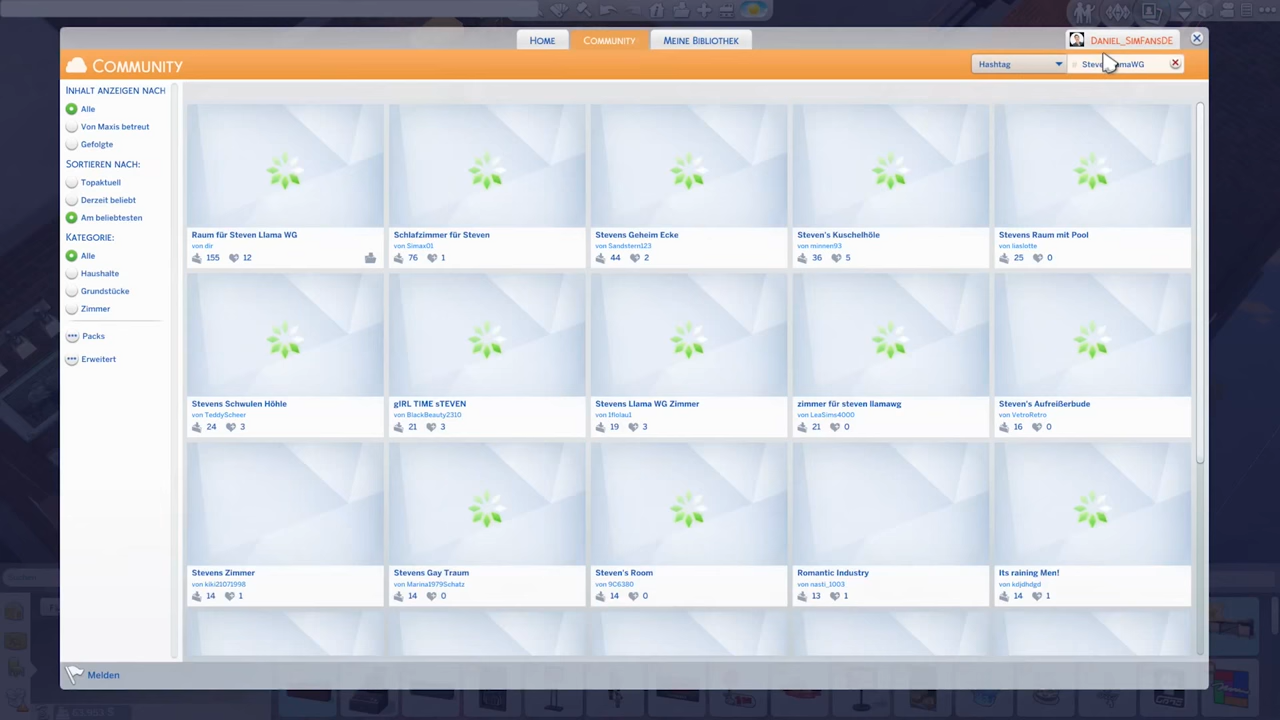 HOME COMMUNITY MEINE BIBLIOTHEK DANIEL_SIMFANSDE
COMMUNITY
Hashtag
INHALT ANZEIGEN NACH
Alle
Von Maxis betreut
Gefolgte
SORTIEREN NACH:
Topaktuell
Derzeit beliebt
Am beliebtesten
KATEGORIE:
Alle
Haushalte
Grundstücke
Zimmer
Packs
Erweitert
Raum für Steven Llama WG
von dir
155 12
Schlafzimmer für Steven
von Simax01
76 1
Stevens Geheim Ecke
von Sandstern123
44 2
Steven's Kuschelhöle
von minnen93
36 5
Stevens Raum mit Pool
von liaslotte
25 0
Stevens Schwulen Höhle
von TeddyScheer
24 3
gIRL TIME sTEVEN
von BlackBeauty2310
21 3
Stevens Llama WG Zimmer
von 1flolau1
19 3
zimmer für steven llamawg
von LeaSims4000
21 0
Steven's Aufreißerbude
von VetroRetro
16 0
Stevens Zimmer
von kiki21071998
14 1
Stevens Gay Traum
von Marina1979Schatz
14 0
Steven's Room
von 9C6380
14 0
Romantic Industry
von nasti_1003
13 1
Its raining Men!
von kdjdhdgd
14 1
Melden